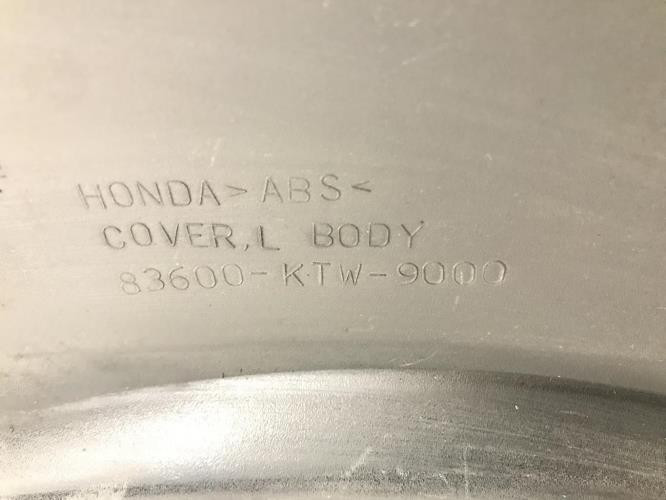 HONDA>ABS<
COVER,L BODY
83600-KTW-9000